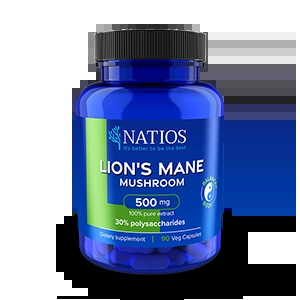 NATIOS
It's better to be the best
LION'S MANE
MUSHROOM
500 mg
100% pure extract
30% polysaccharides
Dietary supplement
90 Veg Capsules